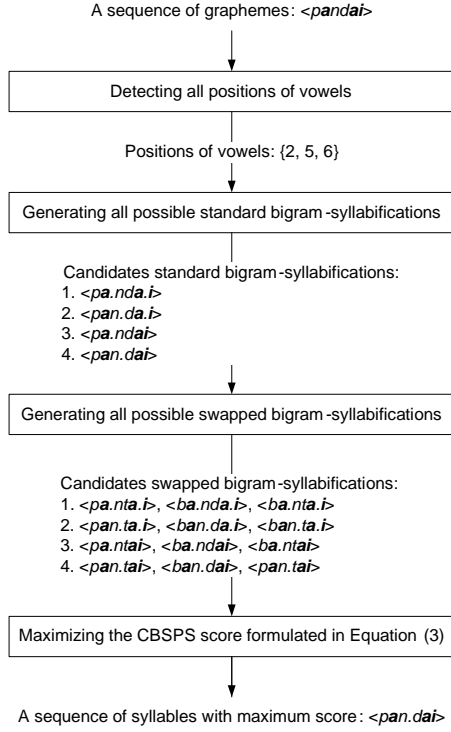 A sequence of graphemes: <pandai>
Detecting all positions of vowels
Positions of vowels: {2, 5, 6}
Generating all possible standard bigram-syllabifications
Candidates standard bigram-syllabifications:
1. <pa.nda.i>
2. <pan.da.i>
3. <pa.ndai>
4. <pan.dai>
Generating all possible swapped bigram-syllabifications
Candidates swapped bigram-syllabifications:
1. <pa.nta.i>, <ba.nda.i>, <ba.nta.i>
2. <pan.ta.i>, <ban.da.i>, <ban.ta.i>
3. <pa.ntai>, <ba.ndai>, <ba.ntai>
4. <pan.tai>, <ban.dai>, <pan.tai>
Maximizing the CBSPS score formulated in Equation (3)
A sequence of syllables with maximum score: <pan.dai>